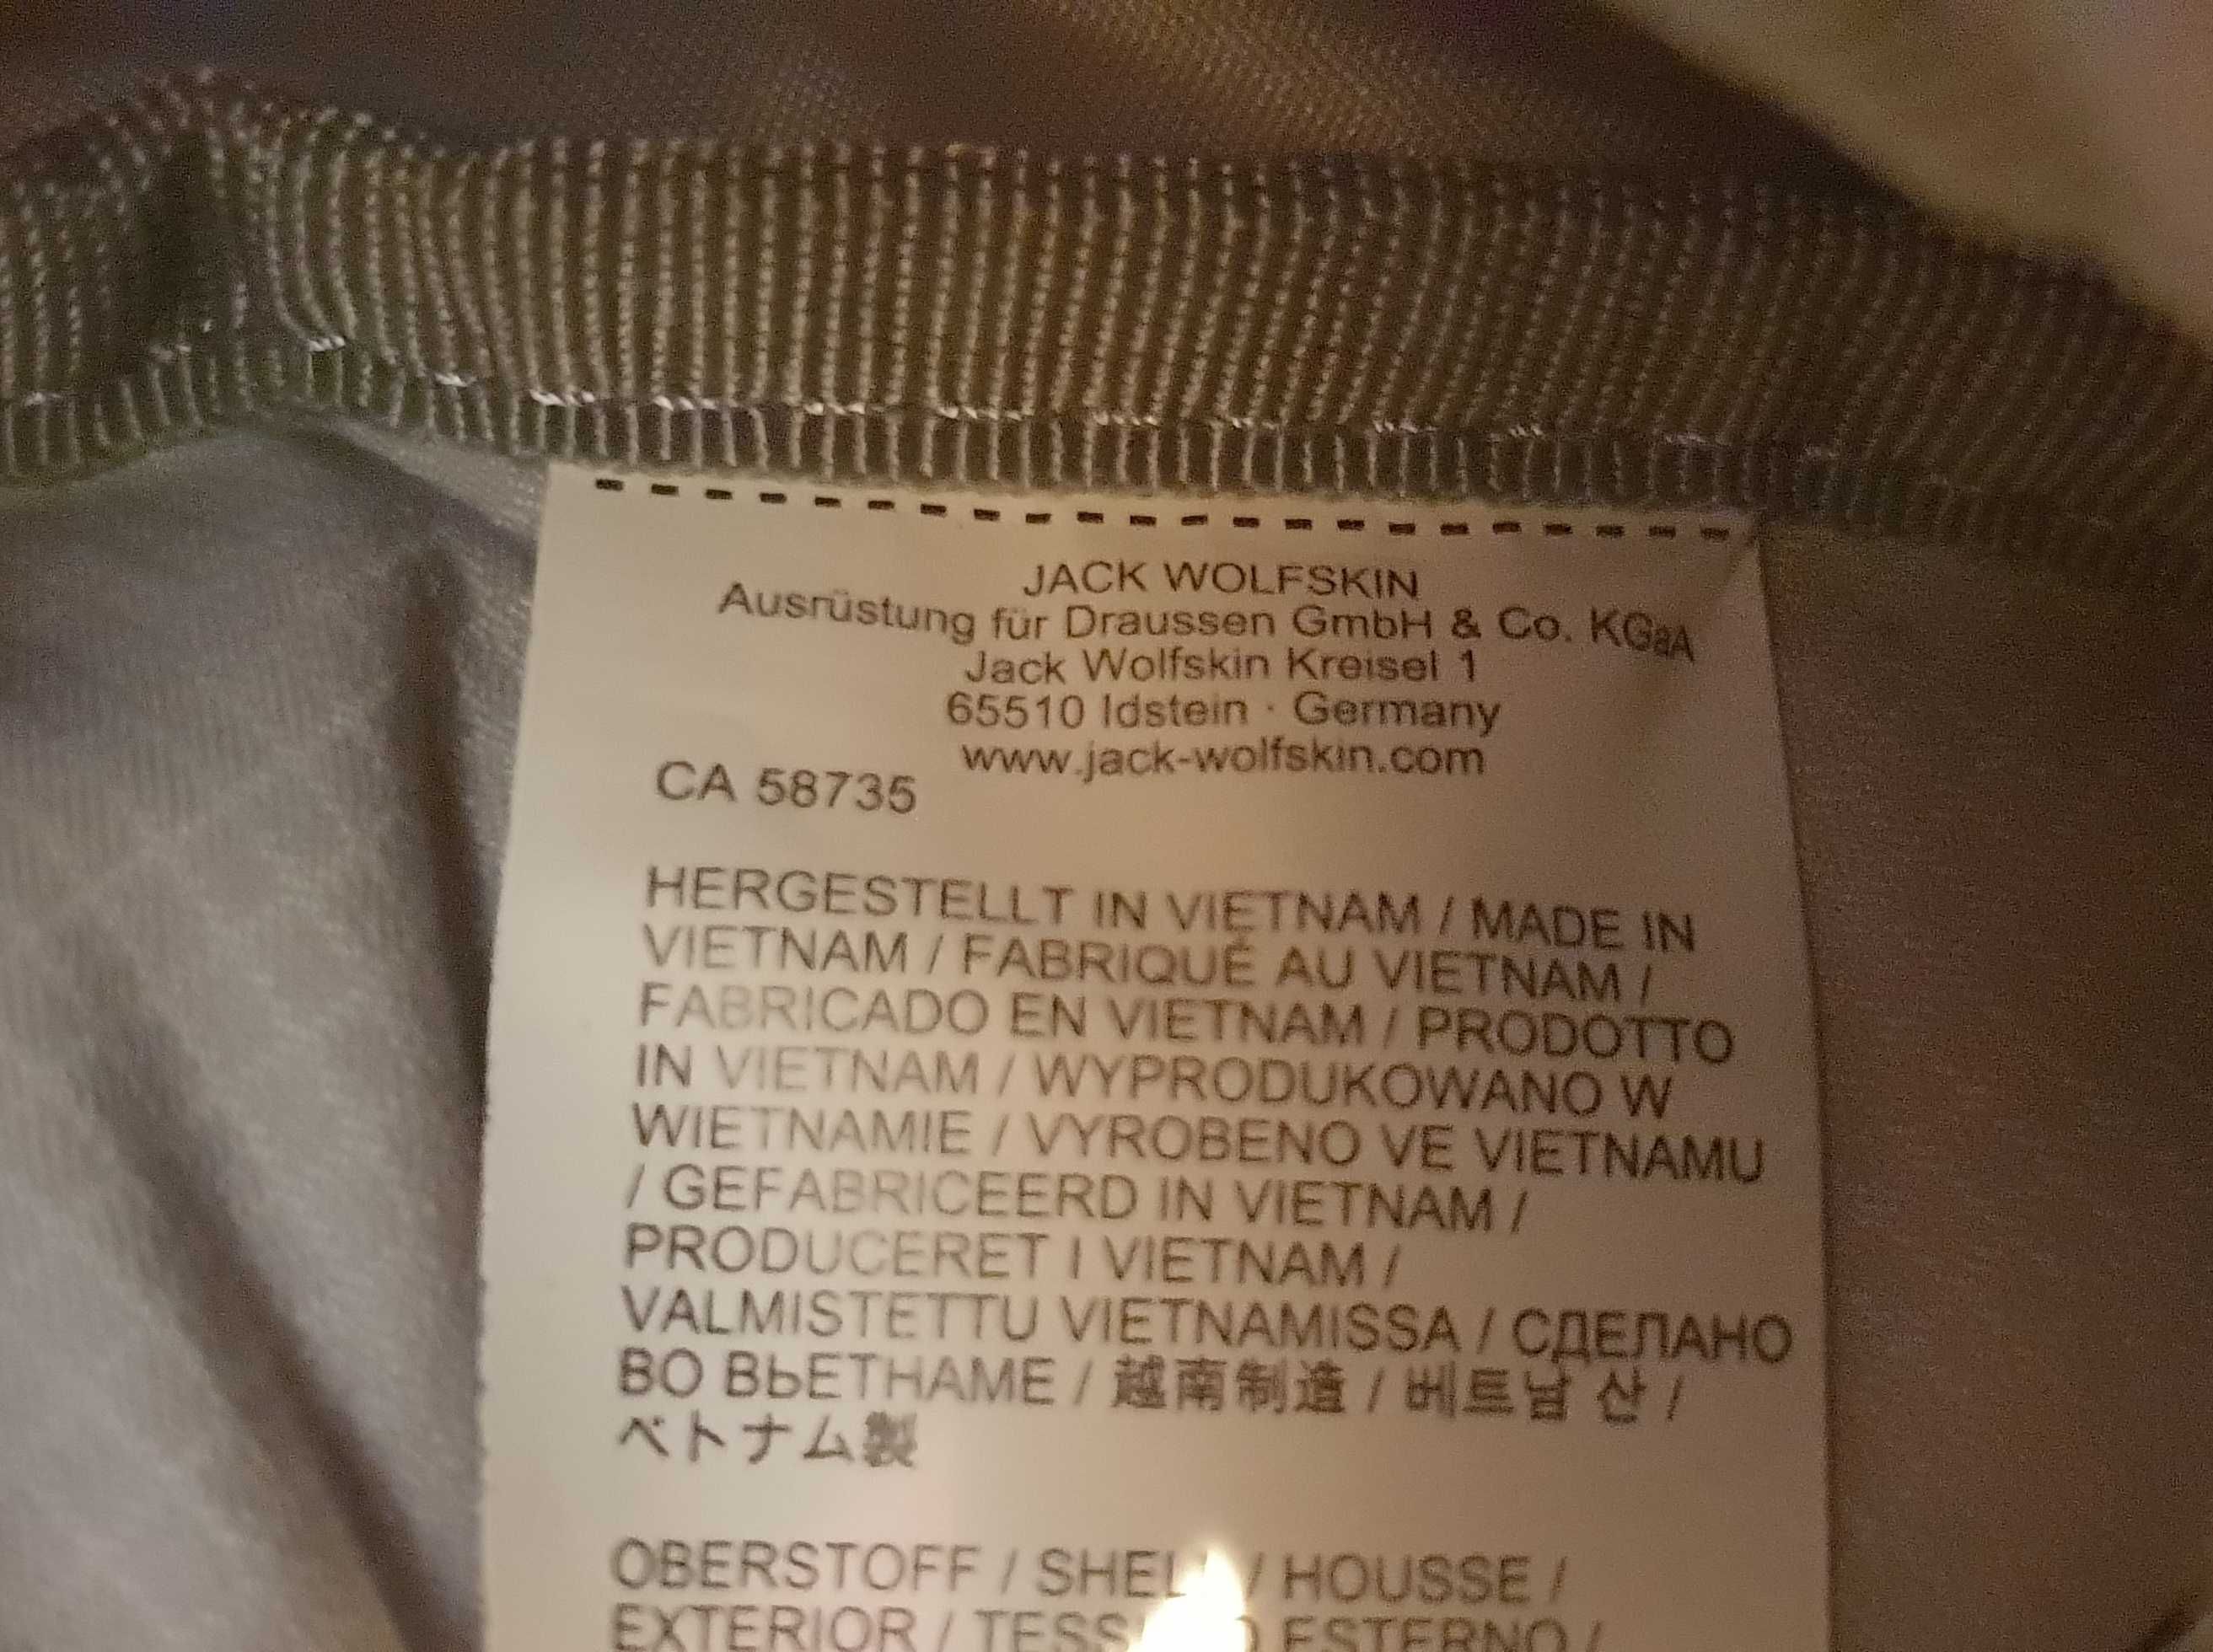 JACK WOLFSKIN
Ausrüstung für Draussen GmbH & Co. KGaA
Jack Wolfskin Kreisel 1
65510 Idstein · Germany
www.jack-wolfskin.com
CA 58735
HERGESTELLT IN VIETNAM / MADE IN
VIETNAM / FABRIQUÉ AU VIETNAM /
FABRICADO EN VIETNAM / PRODOTTO
IN VIETNAM / WYPRODUKOWANO W
WIETNAMIE / VYROBENO VE VIETNAMU
/ GEFABRICEERD IN VIETNAM /
PRODUCERET I VIETNAM /
VALMISTETTU VIETNAMISSA / СДЕЛАНО
ВО ВЬЕТНАМЕ / 越南制造 / 베트남 산 /
ベトナム製
OBERSTOFF / SHELL / HOUSSE /
EXTERIOR / ESTERNO /